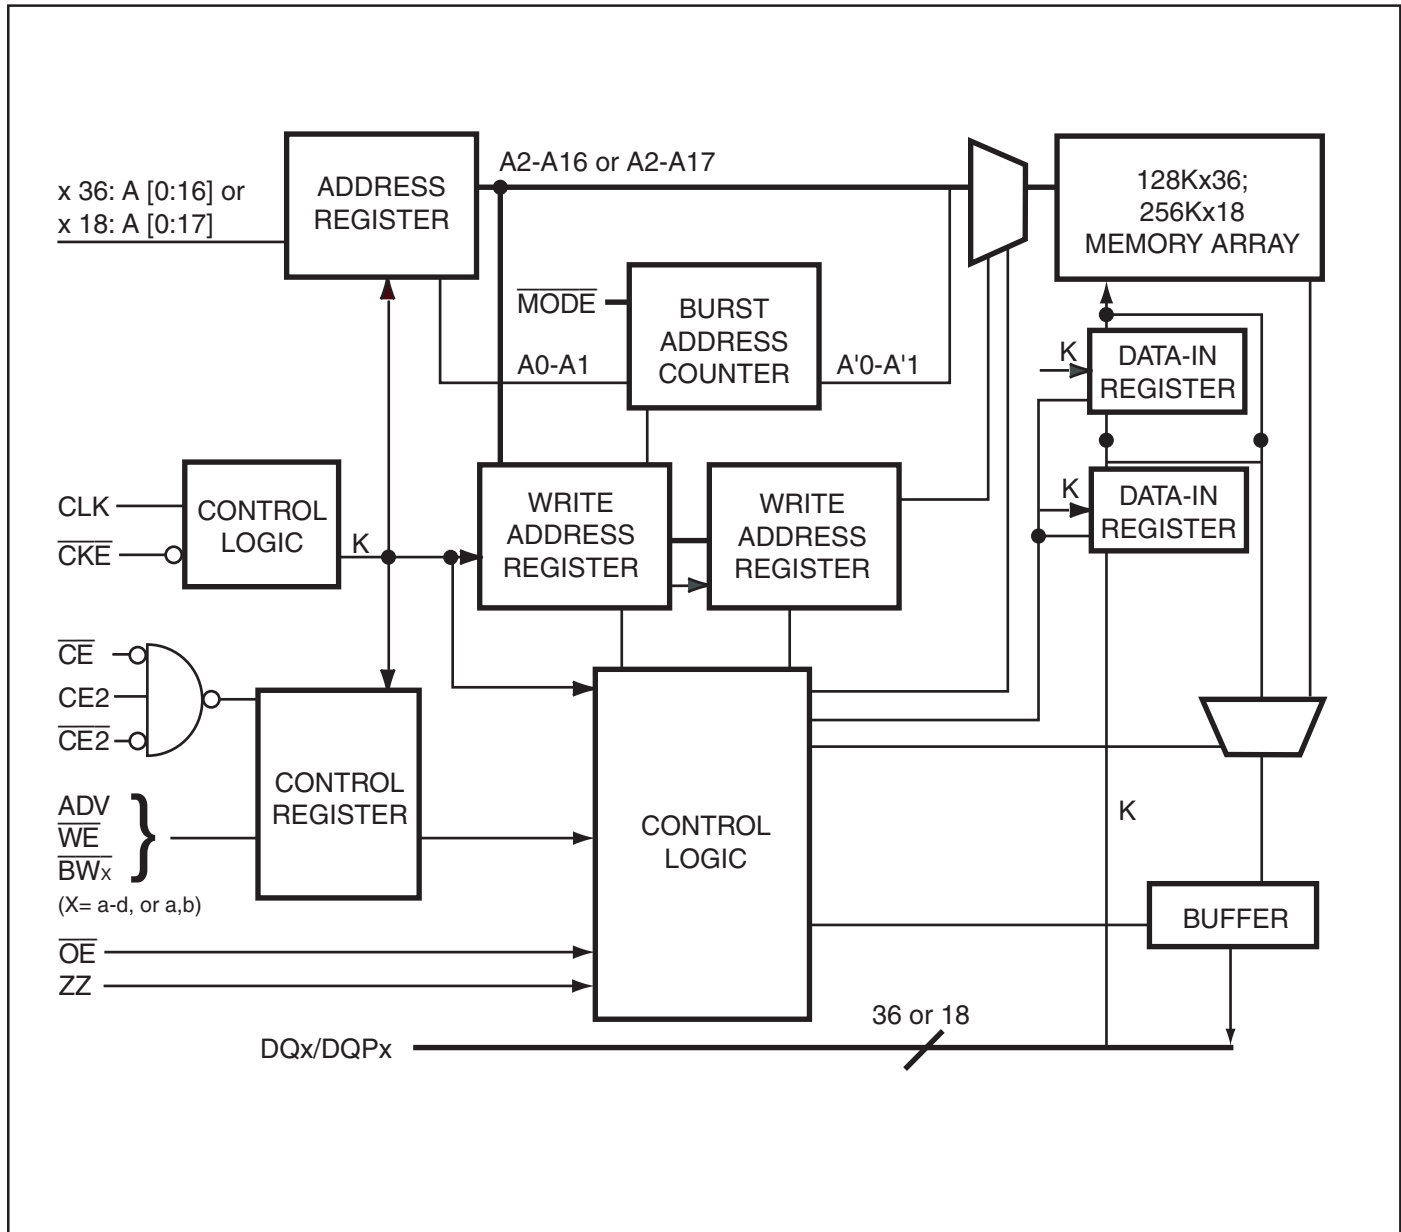 x 36: A [0:16] or
x 18: A [0:17]
ADDRESS
REGISTER
A2-A16 or A2-A17
128Kx36;
256Kx18
MEMORY ARRAY
MODE
BURST
ADDRESS
COUNTER
A0-A1
A'0-A'1
K
DATA-IN
REGISTER
K
DATA-IN
REGISTER
CLK
CKE
CONTROL
LOGIC
K
WRITE
ADDRESS
REGISTER
WRITE
ADDRESS
REGISTER
CE
CE2
CE2
CONTROL
REGISTER
ADV
WE
BWx
}
(X= a-d, or a,b)
CONTROL
LOGIC
K
BUFFER
OE
ZZ
36 or 18
DQx/DQPx